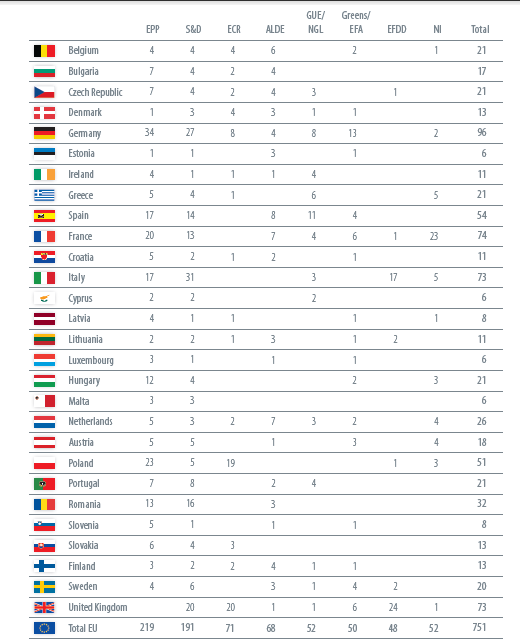 GUE/ Greens/
EPP S&D ECR ALDE NGL EFA EFDD NI Total
Belgium 4 4 4 6 2 1 21
Bulgaria 7 4 2 4 17
Czech Republic 7 4 2 4 3 1 21
Denmark 1 3 4 3 1 1 13
Germany 34 27 8 4 8 13 2 96
Estonia 1 1 3 1 6
Ireland 4 1 1 1 4 11
Greece 5 4 1 6 5 21
Spain 17 14 8 11 4 54
France 20 13 7 4 6 1 23 74
Croatia 5 2 1 2 1 11
Italy 17 31 3 17 5 73
Cyprus 2 2 2 6
Latvia 4 1 1 1 1 8
Lithuania 2 2 1 3 1 2 11
Luxembourg 3 1 1 1 6
Hungary 12 4 2 3 21
Malta 3 3 6
Netherlands 5 3 2 7 3 2 4 26
Austria 5 5 1 3 4 18
Poland 23 5 19 1 3 51
Portugal 7 8 2 4 21
Romania 13 16 3 32
Slovenia 5 1 1 1 8
Slovakia 6 4 3 13
Finland 3 2 2 4 1 1 13
Sweden 4 6 3 1 4 2 20
United Kingdom 20 20 1 1 6 24 1 73
Total EU 219 191 71 68 52 50 48 52 751